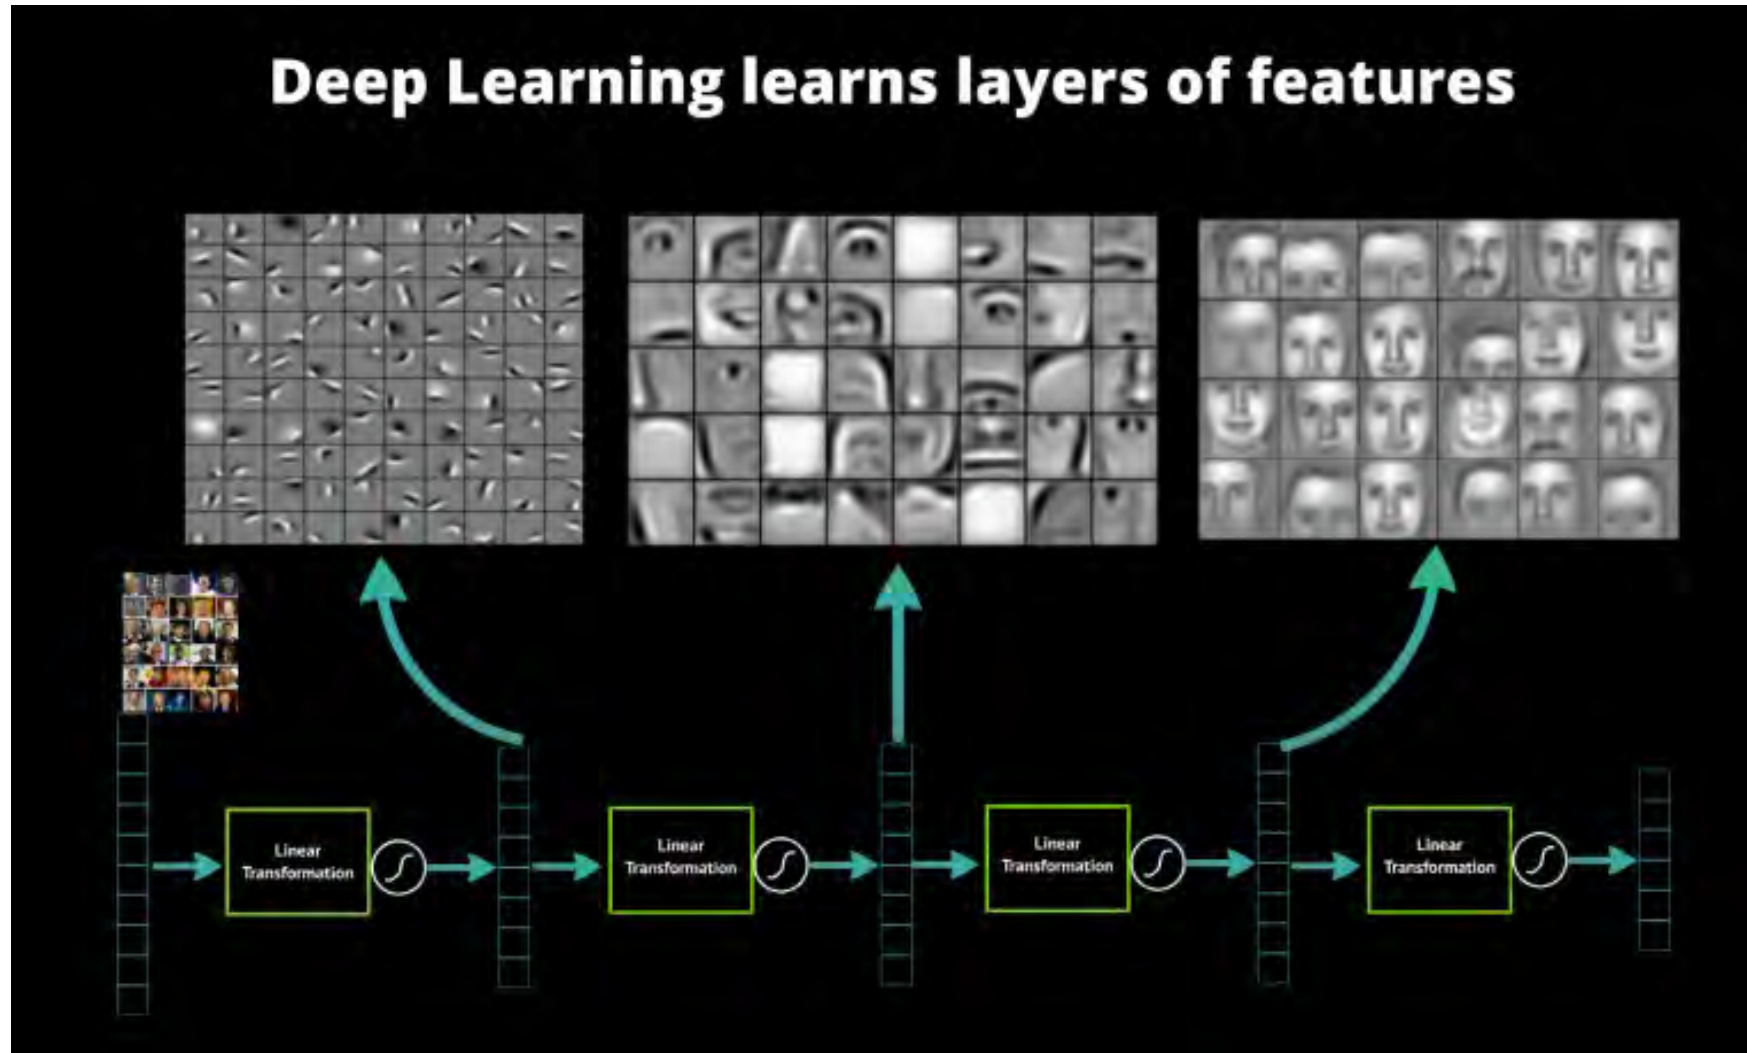 Deep Learning learns layers of features
Linear
Transformation
Linear
Transformation
Linear
Transformation
Linear
Transformation